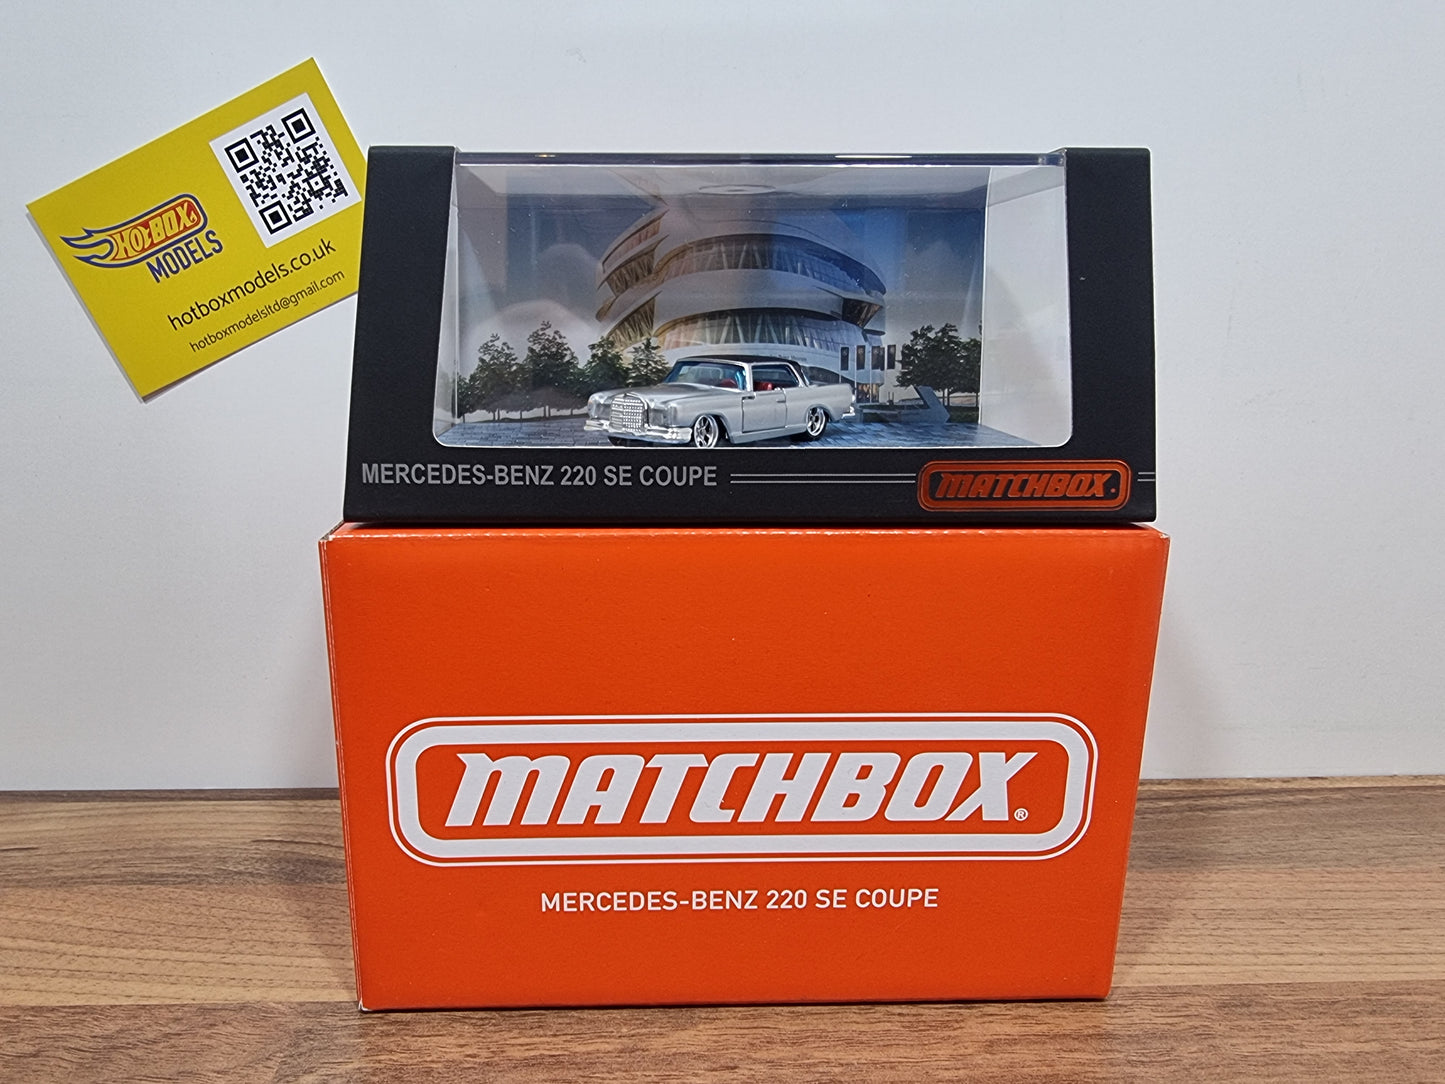 HOTBOX
MODELS
hotboxmodels.co.uk
hotboxmodelsltd@gmail.com
MERCEDES-BENZ 220 SE COUPE
MATCHBOX
MATCHBOX®
MERCEDES-BENZ 220 SE COUPE